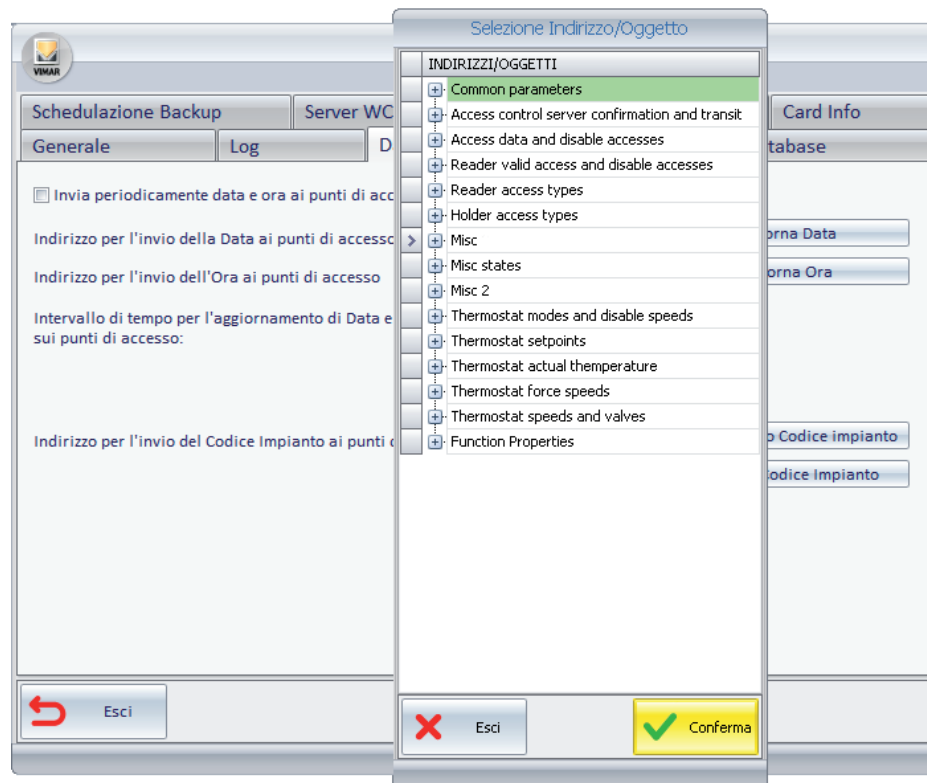 Selezione Indirizzo/Oggetto
VIMAR
INDIRIZZI/OGGETTI
Common parameters
Access control server confirmation and transit
Access data and disable accesses
Reader valid access and disable accesses
Reader access types
Holder access types
Misc
Misc states
Misc 2
Thermostat modes and disable speeds
Thermostat setpoints
Thermostat actual themperature
Thermostat force speeds
Thermostat speeds and valves
Function Properties
Esci
Conferma
Schedulazione Backup
Server WC
Card Info
Generale
Log
D
tabase
Invia periodicamente data e ora ai punti di acc
Indirizzo per l'invio della Data ai punti di accesso
orna Data
Indirizzo per l'invio dell'Ora ai punti di accesso
orna Ora
Intervallo di tempo per l'aggiornamento di Data e
sui punti di accesso:
Indirizzo per l'invio del Codice Impianto ai punti
o Codice impianto
Codice Impianto
Esci